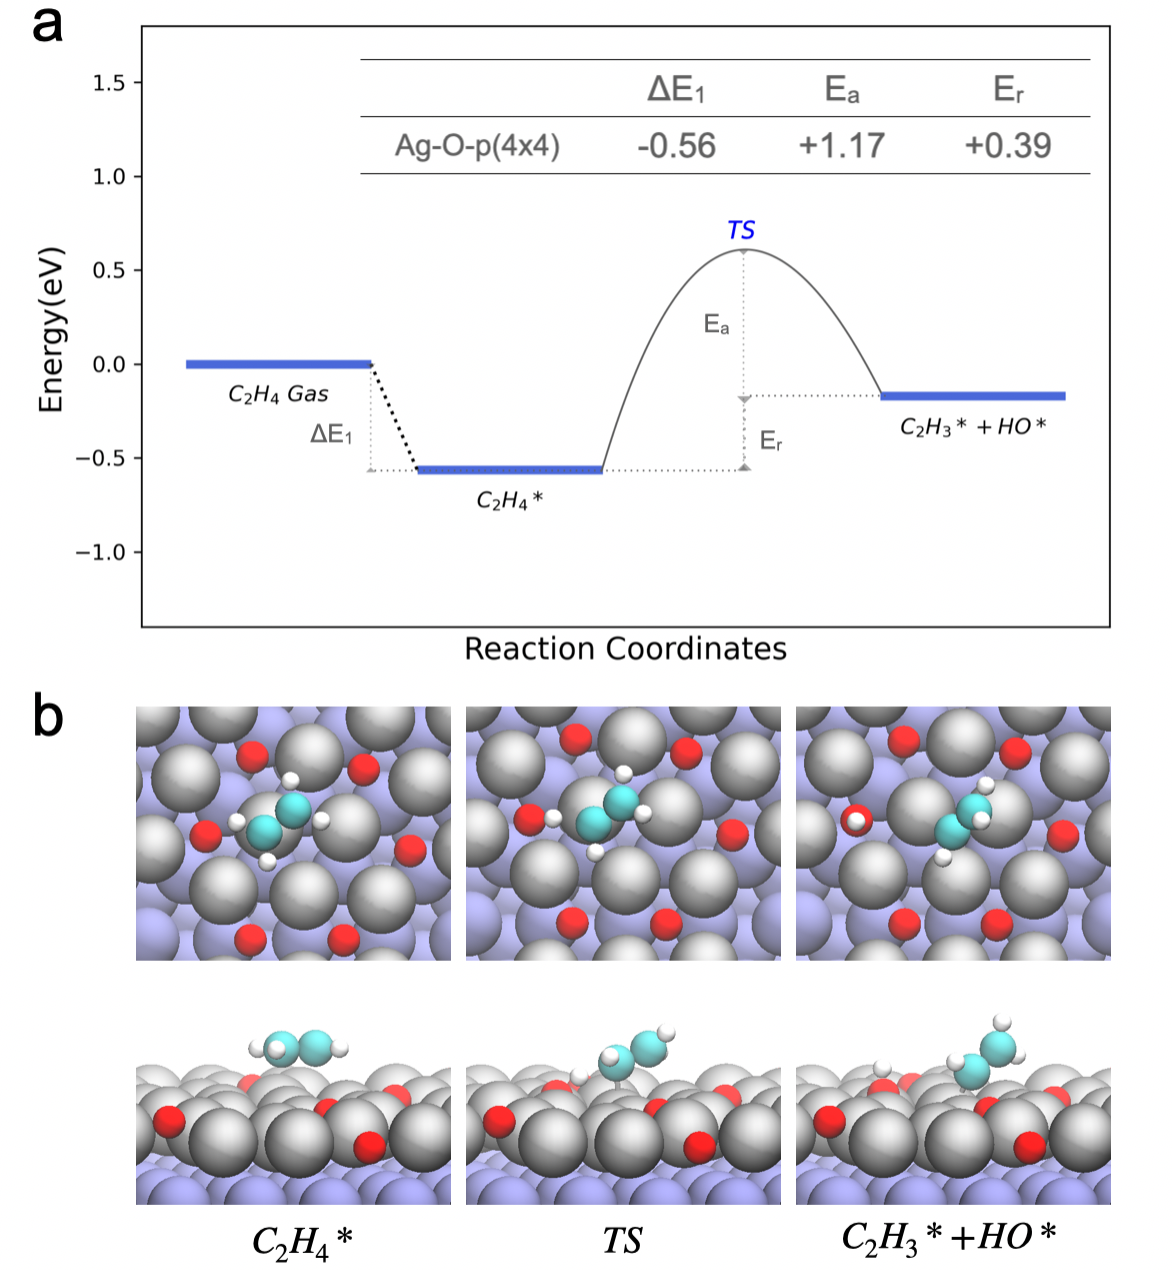 a
ΔE₁ Eₐ Eᵣ
Ag-O-p(4x4) -0.56 +1.17 +0.39
1.5
1.0
0.5
0.0
−0.5
−1.0
Energy(eV)
TS
Eₐ
C₂H₄ Gas
ΔE₁
C₂H₃* + HO*
Eᵣ
C₂H₄*
Reaction Coordinates
b
C₂H₄* TS C₂H₃*+HO*